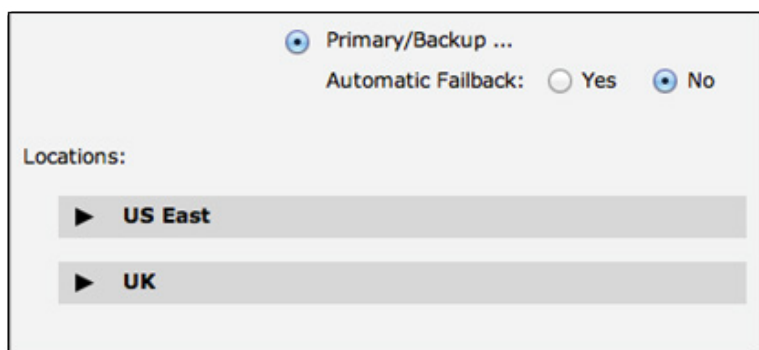 Primary/Backup ...
Automatic Failback: Yes No
Locations:
US East
UK